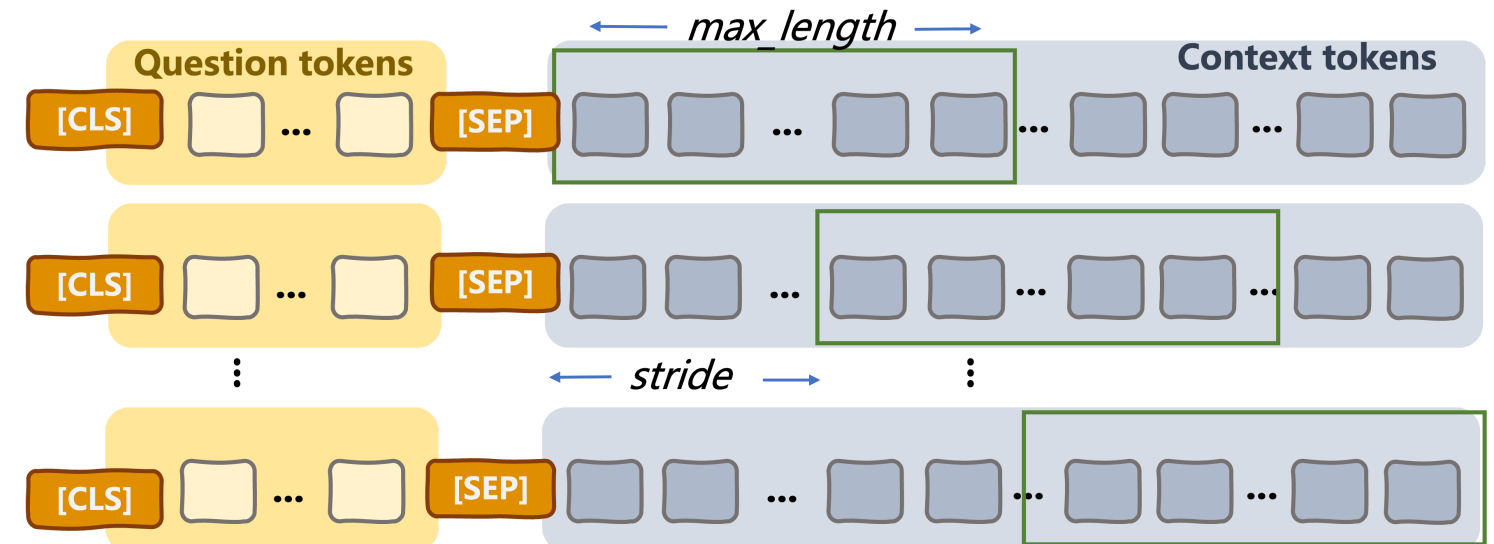 max_length
Question tokens
Context tokens
[CLS] ... [SEP] ... ... ...
[CLS] ... [SEP] ... ... ...
stride
[CLS] ... [SEP] ... ... ...